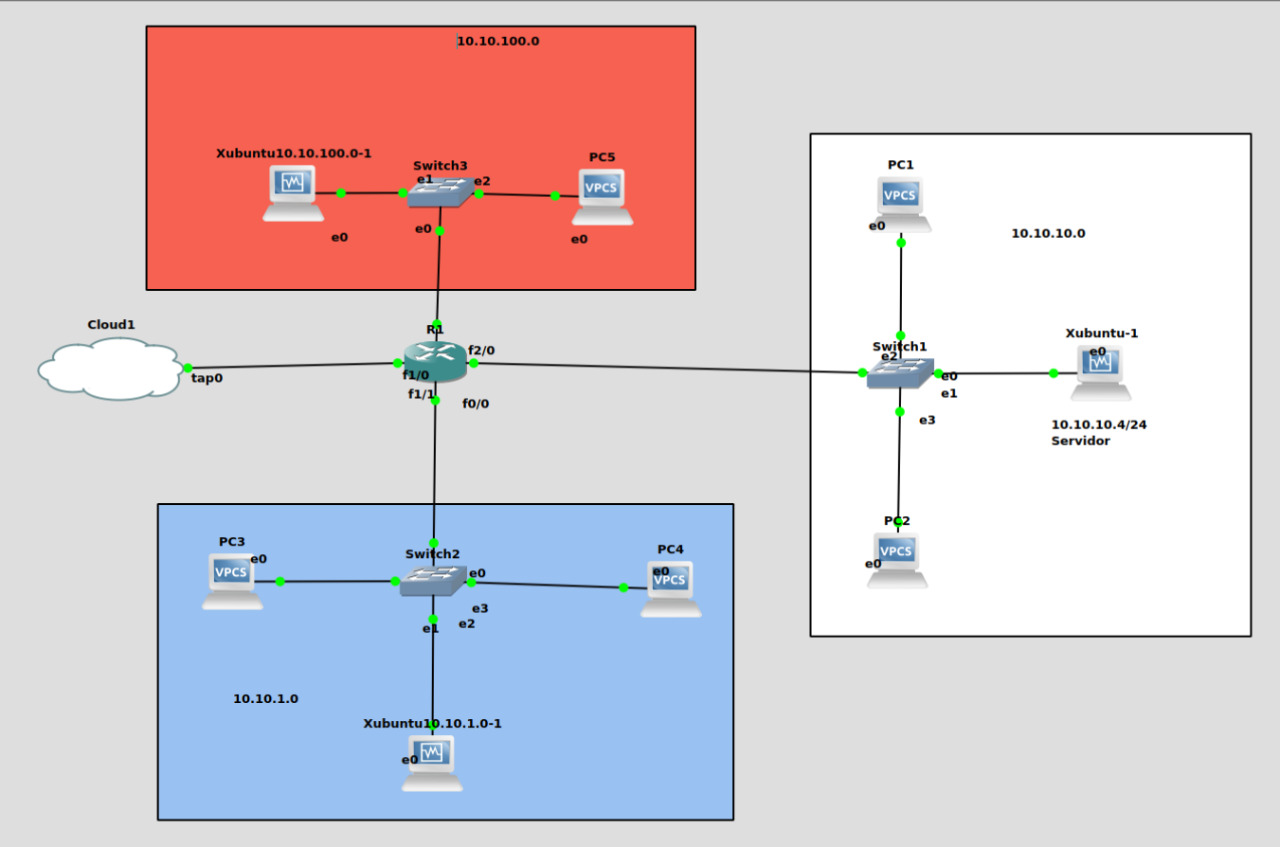 10.10.100.0
Xubuntu10.10.100.0-1
Switch3
PC5
e1
e2
VPCS
e0
e0
e0
Cloud1
tap0
R1
f2/0
f1/0
f1/1
f0/0
PC1
VPCS
e0
10.10.10.0
Switch1
e2
Xubuntu-1
e0
e0
e1
e3
10.10.10.4/24
Servidor
PC2
VPCS
e0
PC3
e0
VPCS
Switch2
e0
PC4
e0
VPCS
e3
e2
e1
10.10.1.0
Xubuntu10.10.1.0-1
e0